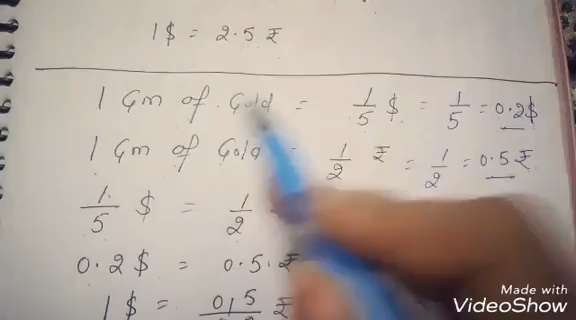 1$ = 2.5 ₹
1 Gm of Gold = 1/5 $ = 1/5 = 0.2$
1 Gm of Gold = 1/2 ₹ = 1/2 = 0.5 ₹
1/5 $ = 1/2
0.2$ = 0.5 ₹
1$ = 0.5 ₹
Made with
VideoShow